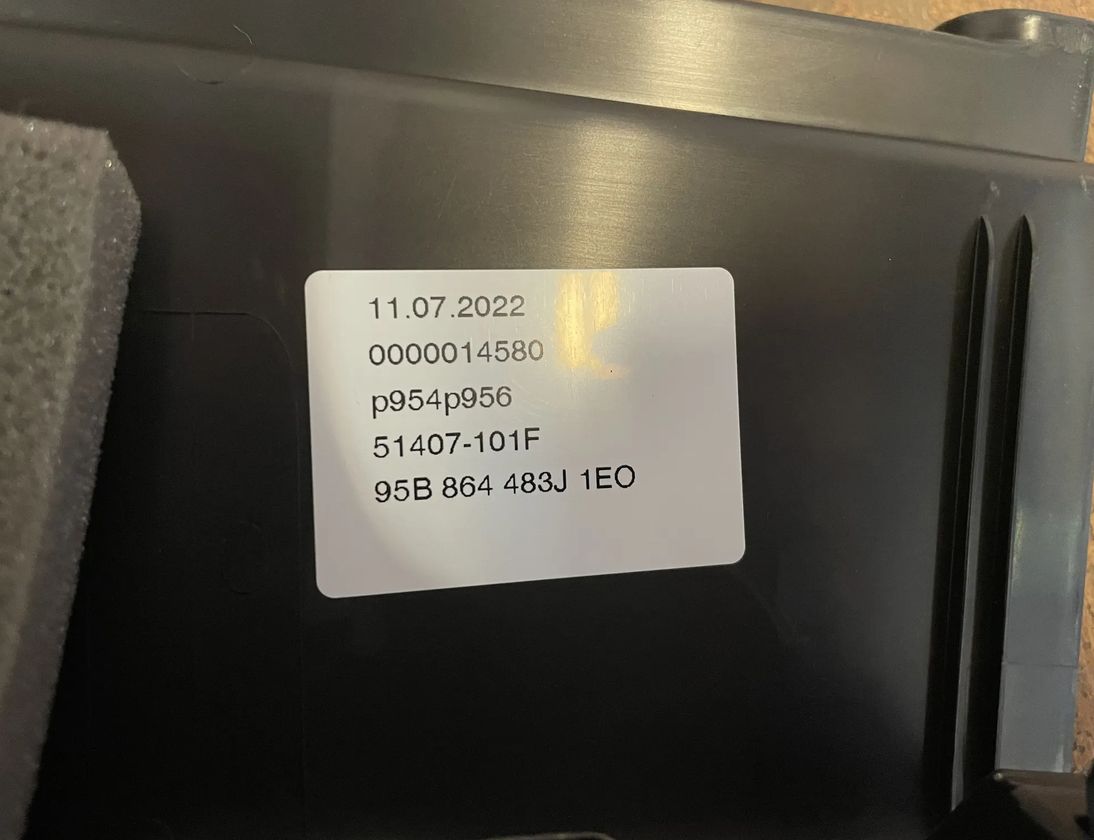 11.07.2022
0000014580
p954p956
51407-101F
95B 864 483J 1EO